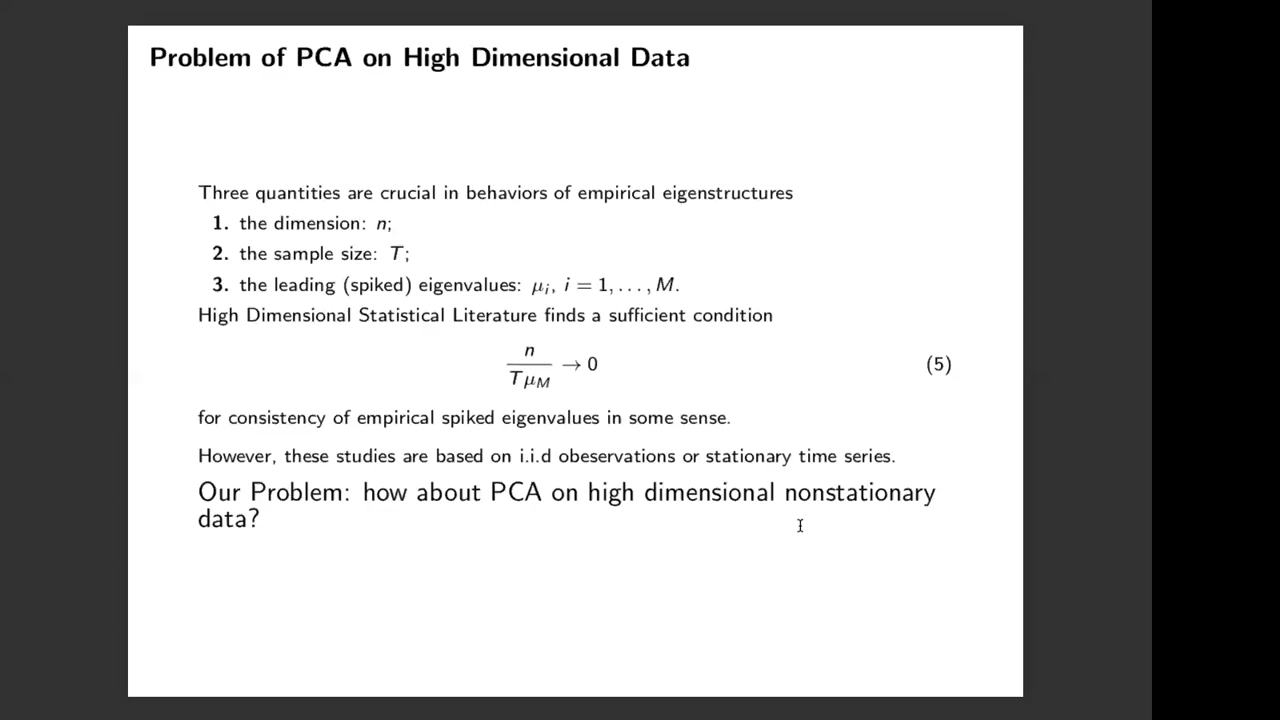 Problem of PCA on High Dimensional Data
Three quantities are crucial in behaviors of empirical eigenstructures
1. the dimension: n;
2. the sample size: T;
3. the leading (spiked) eigenvalues: μᵢ, i = 1, . . . , M.
High Dimensional Statistical Literature finds a sufficient condition
n / Tμ_M → 0 (5)
for consistency of empirical spiked eigenvalues in some sense.
However, these studies are based on i.i.d obeservations or stationary time series.
Our Problem: how about PCA on high dimensional nonstationary
data?